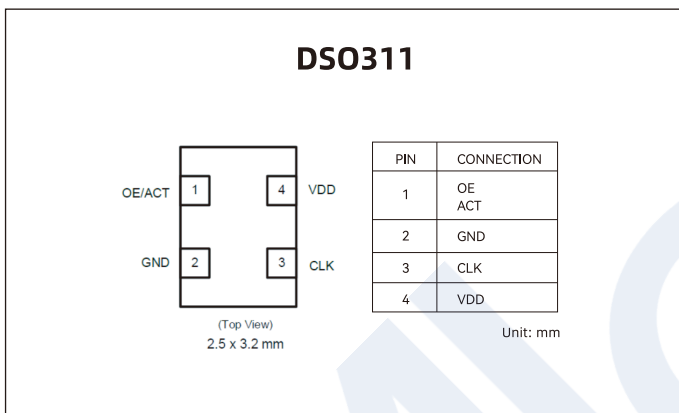 DSO311
OE/ACT 1 4 VDD
GND 2 3 CLK
(Top View)
2.5 x 3.2 mm
PIN CONNECTION
1 OE
ACT
2 GND
3 CLK
4 VDD
Unit: mm